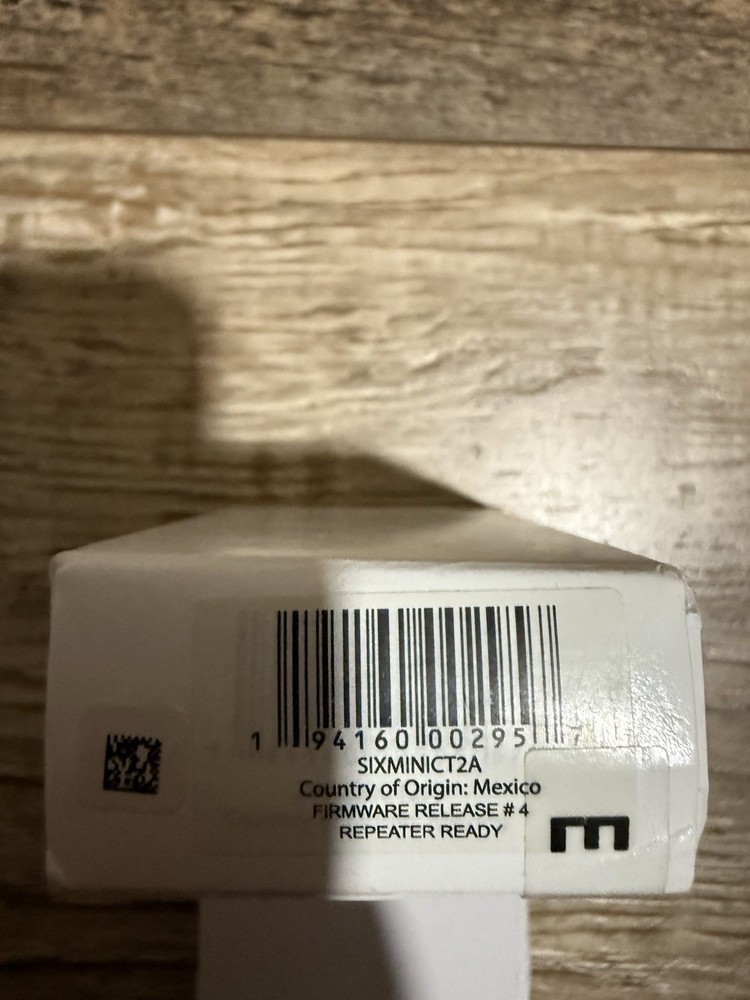 1 94160 00295 7
SIXMINICT2A
Country of Origin: Mexico
FIRMWARE RELEASE # 4
REPEATER READY
E